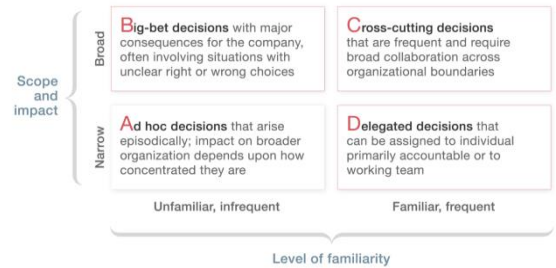 Scope
and
impact
Broad
Big-bet decisions with major
consequences for the company,
often involving situations with
unclear right or wrong choices
Cross-cutting decisions
that are frequent and require
broad collaboration across
organizational boundaries
Narrow
Ad hoc decisions that arise
episodically; impact on broader
organization depends upon how
concentrated they are
Delegated decisions that
can be assigned to individual
primarily accountable or to
working team
Unfamiliar, infrequent
Familiar, frequent
Level of familiarity